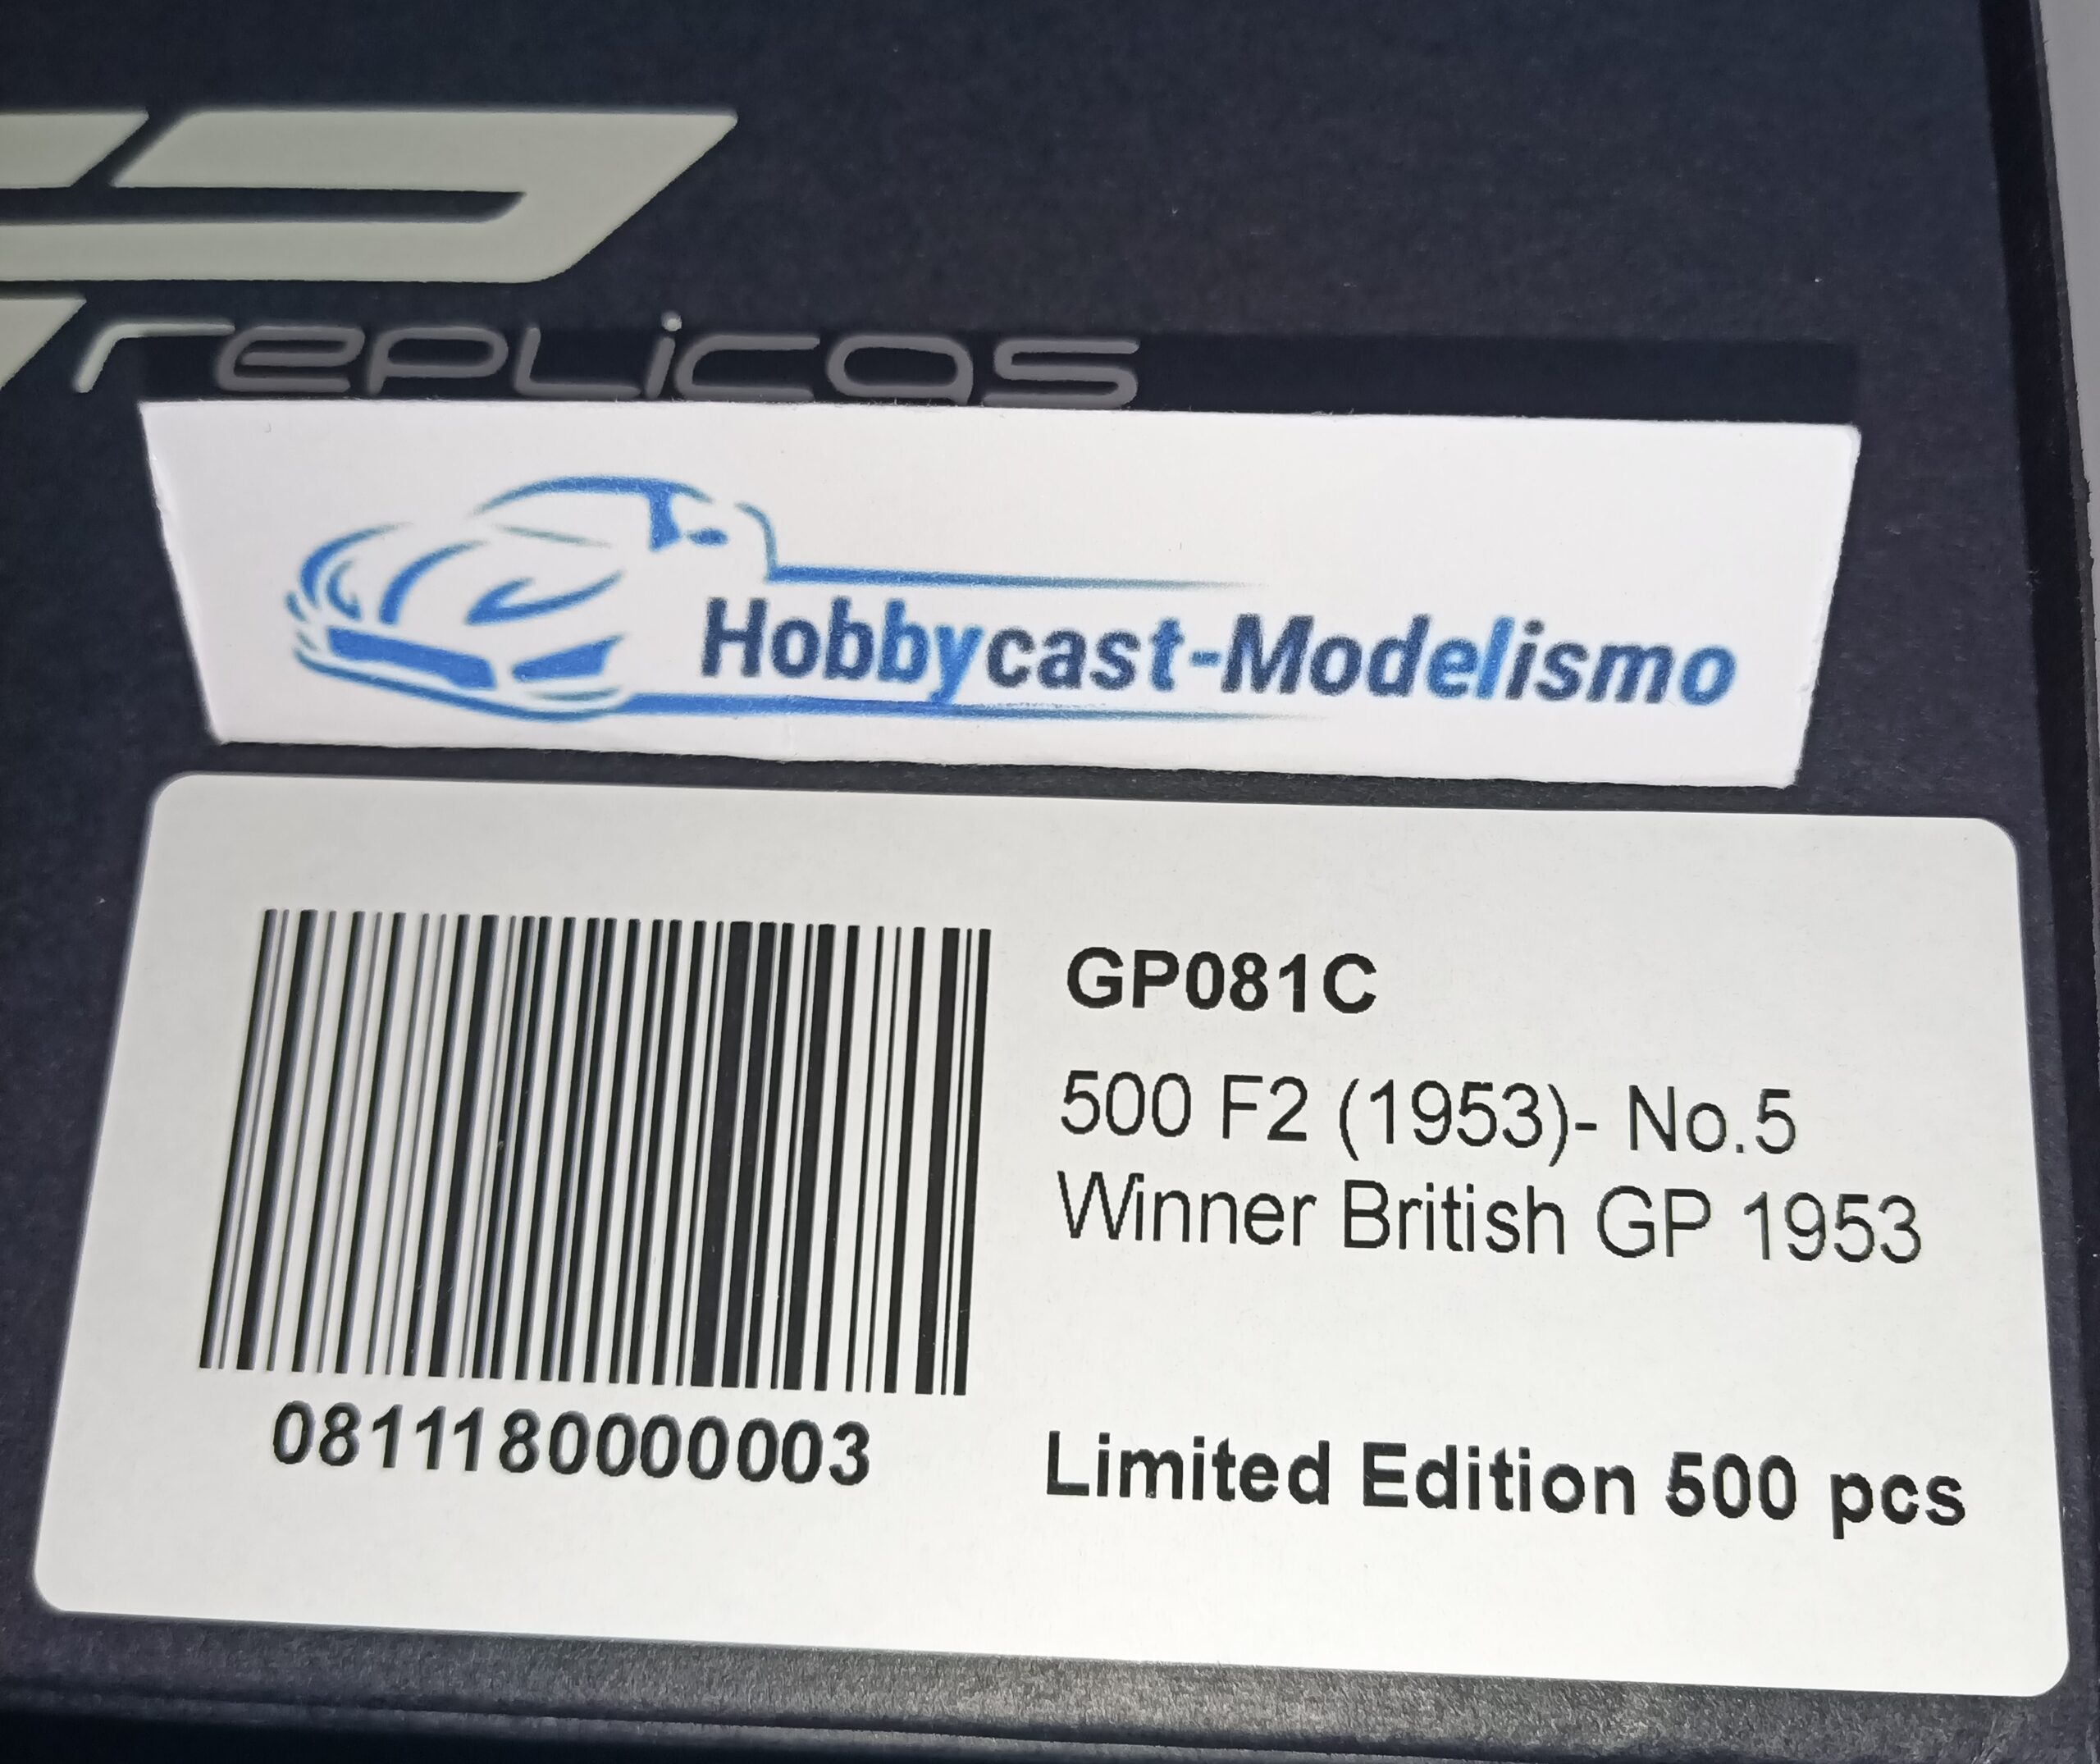 replicas
Hobbycast-Modelismo
GP081C
500 F2 (1953)- No.5
Winner British GP 1953
0811180000003
Limited Edition 500 pcs